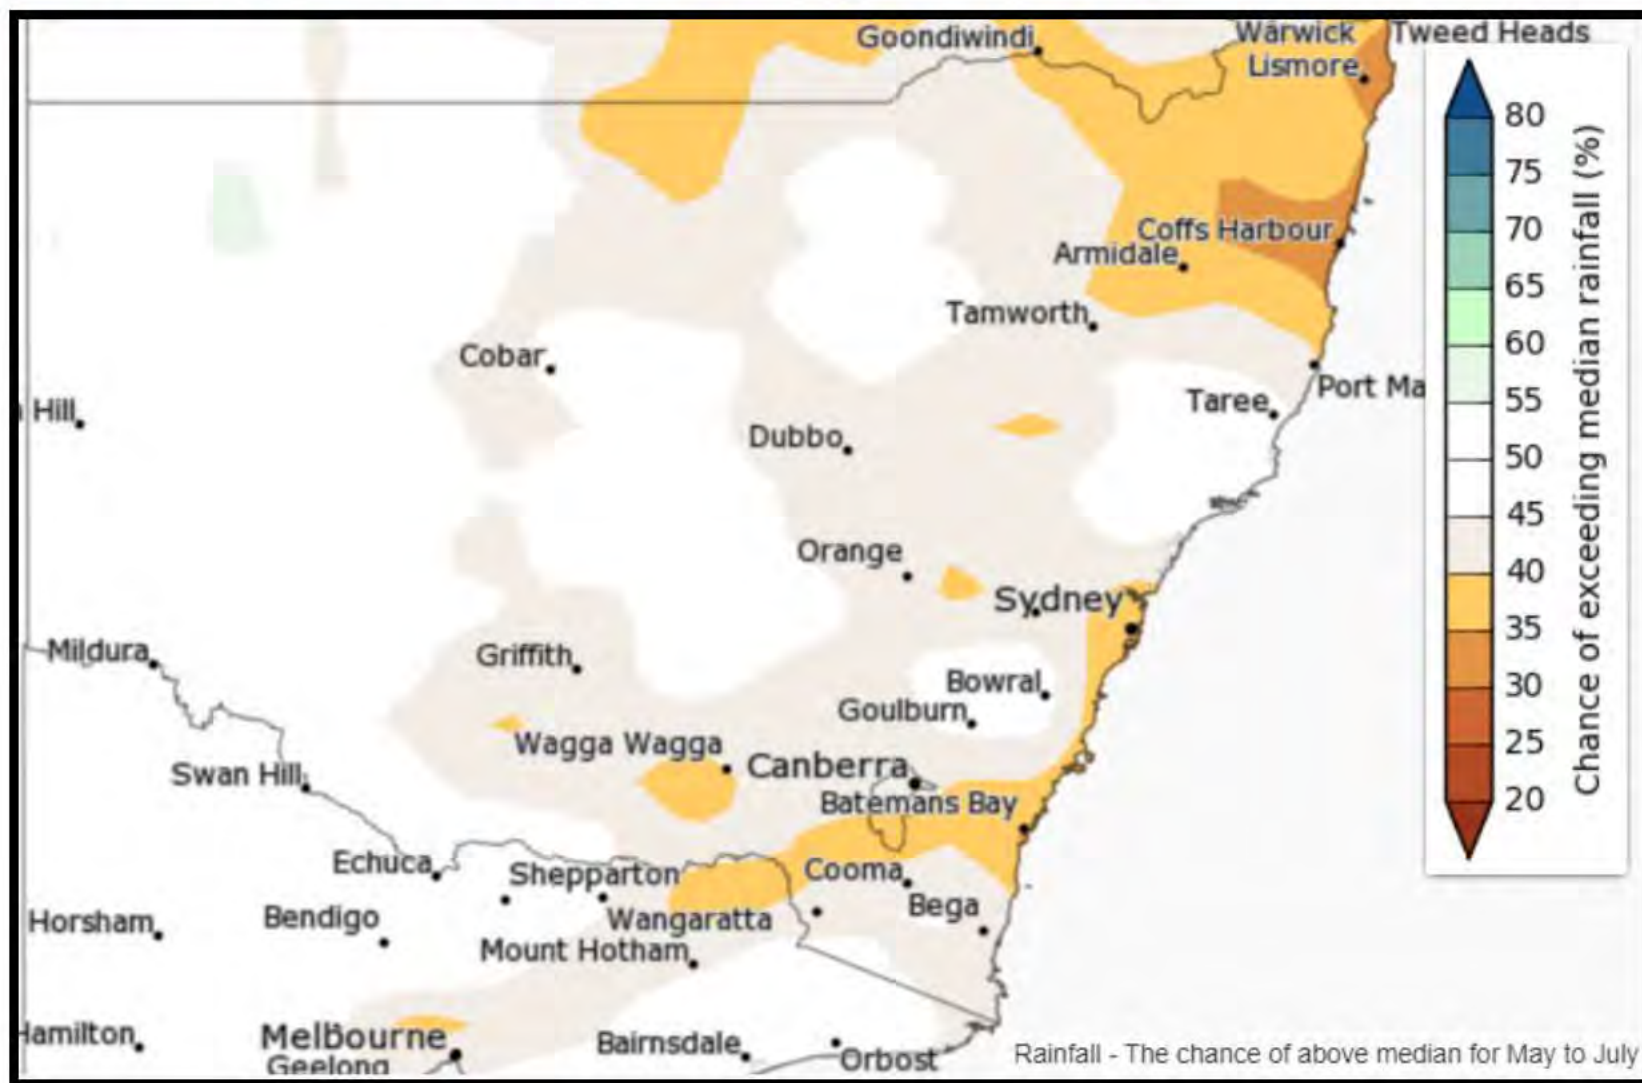 Goondiwindi
Warwick
Tweed Heads
Lismore
80
75
70
65
60
55
50
45
40
35
30
25
20
Chance of exceeding median rainfall (%)
Coffs Harbour
Armidale
Tamworth
Cobar
Port Ma
Taree
Hill
Dubbo
Orange
Sydney
Mildura
Griffith
Bowral
Goulburn
Wagga Wagga
Canberra
Swan Hill
Batemans Bay
Echuca
Shepparton
Cooma
Bega
Horsham
Bendigo
Wangaratta
Mount Hotham
Hamilton
Melbourne
Geelong
Bairnsdale
Orbost
Rainfall - The chance of above median for May to July